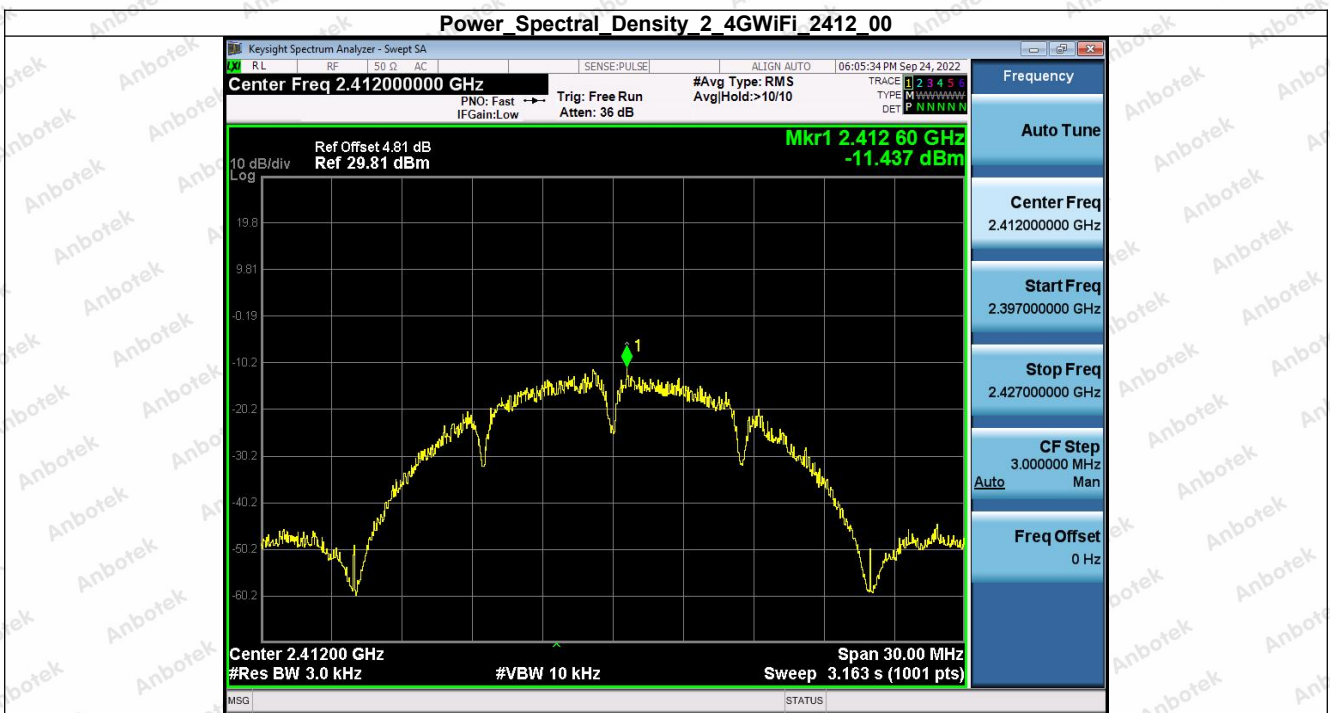 Power_Spectral_Density_2_4GWiFi_2412_00
Keysight Spectrum Analyzer - Swept SA
LXI RL RF 50 Ω AC SENSE:PULSE ALIGN AUTO 06:05:34 PM Sep 24, 2022
Center Freq 2.412000000 GHz
PNO: Fast
IFGain:Low
Trig: Free Run
Atten: 36 dB
#Avg Type: RMS
Avg|Hold:>10/10
TRACE 1 2 3 4 5 6
TYPE M WWWWW
DET P N N N N N
Frequency
Ref Offset 4.81 dB
10 dB/div Ref 29.81 dBm
Log
Mkr1 2.412 60 GHz
-11.437 dBm
19.8
9.81
-0.19
-10.2
-20.2
-30.2
-40.2
-50.2
-60.2
1
Center 2.41200 GHz Span 30.00 MHz
#Res BW 3.0 kHz #VBW 10 kHz Sweep 3.163 s (1001 pts)
MSG STATUS
Auto Tune
Center Freq
2.412000000 GHz
Start Freq
2.397000000 GHz
Stop Freq
2.427000000 GHz
CF Step
3.000000 MHz
Auto Man
Freq Offset
0 Hz
Anbotek